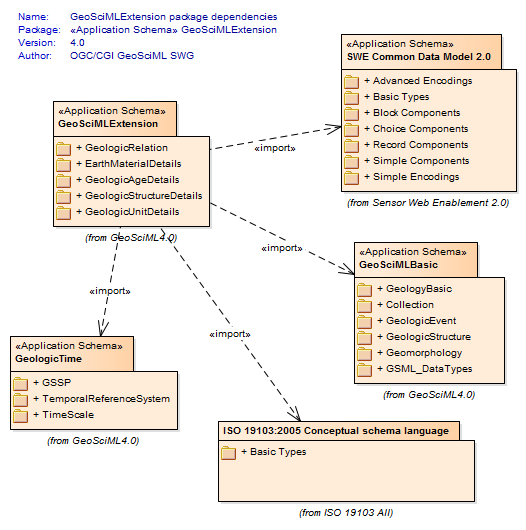 Name: GeoSciMLExtension package dependencies
Package: «Application Schema» GeoSciMLExtension
Version: 4.0
Author: OGC/CGI GeoSciML SWG
«Application Schema»
SWE Common Data Model 2.0
+ Advanced Encodings
+ Basic Types
+ Block Components
+ Choice Components
+ Record Components
+ Simple Components
+ Simple Encodings
(from Sensor Web Enablement 2.0)
«Application Schema»
GeoSciMLExtension
+ GeologicRelation
+ EarthMaterialDetails
+ GeologicAgeDetails
+ GeologicStructureDetails
+ GeologicUnitDetails
(from GeoSciML4.0)
«import»
«import»
«import»
«import»
«Application Schema»
GeoSciMLBasic
+ GeologyBasic
+ Collection
+ GeologicEvent
+ GeologicStructure
+ Geomorphology
+ GSML_DataTypes
(from GeoSciML4.0)
«Application Schema»
GeologicTime
+ GSSP
+ TemporalReferenceSystem
+ TimeScale
(from GeoSciML4.0)
ISO 19103:2005 Conceptual schema language
+ Basic Types
(from ISO 19103 All)